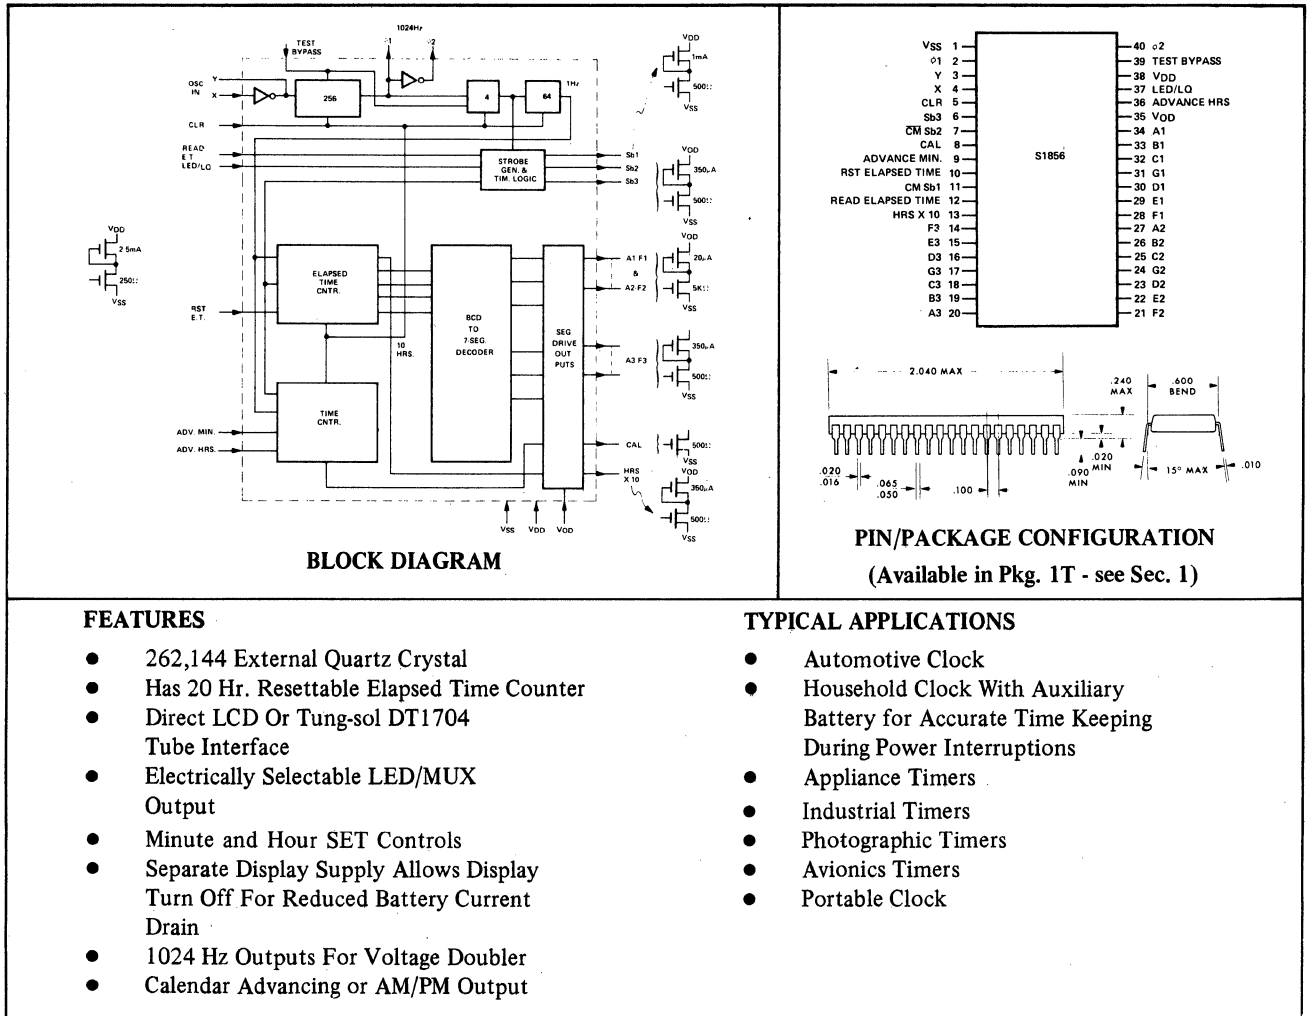 1024Hz
TEST
BYPASS
φ1
φ2
OSC
IN
Y
X
256
4
64
1Hz
CLR
READ
E.T.
LED/LQ
STROBE
GEN. &
TIM. LOGIC
Sb1
Sb2
Sb3
VDD
1mA
500Ω
VSS
VOD
350μA
500Ω
VSS
VDD
2.5mA
250Ω
VSS
RST
E.T.
ELAPSED
TIME
CNTR.
10
HRS.
BCD
TO
7-SEG.
DECODER
SEG
DRIVE
OUT
PUTS
A1 F1
&
A2-F2
VOD
20μA
5KΩ
VSS
A3 F3
350μA
500Ω
VSS
TIME
CNTR.
ADV. MIN.
ADV. HRS.
CAL
500Ω
VSS
HRS
X 10
VOD
350μA
500Ω
VSS
VSS
VDD
VOD
BLOCK DIAGRAM
VSS 1
φ1 2
Y 3
X 4
CLR 5
Sb3 6
CM Sb2 7
CAL 8
ADVANCE MIN. 9
RST ELAPSED TIME 10
CM Sb1 11
READ ELAPSED TIME 12
HRS X 10 13
F3 14
E3 15
D3 16
G3 17
C3 18
B3 19
A3 20
S1856
40 φ2
39 TEST BYPASS
38 VDD
37 LED/LQ
36 ADVANCE HRS
35 VOD
34 A1
33 B1
32 C1
31 G1
30 D1
29 E1
28 F1
27 A2
26 B2
25 C2
24 G2
23 D2
22 E2
21 F2
2.040 MAX
.240
MAX
.600
BEND
.020
.016
.065
.050
.100
.090
MIN
.020
MIN
15° MAX
.010
PIN/PACKAGE CONFIGURATION
(Available in Pkg. 1T - see Sec. 1)
FEATURES
● 262,144 External Quartz Crystal
● Has 20 Hr. Resettable Elapsed Time Counter
● Direct LCD Or Tung-sol DT1704
Tube Interface
● Electrically Selectable LED/MUX
Output
● Minute and Hour SET Controls
● Separate Display Supply Allows Display
Turn Off For Reduced Battery Current
Drain
● 1024 Hz Outputs For Voltage Doubler
● Calendar Advancing or AM/PM Output
TYPICAL APPLICATIONS
● Automotive Clock
● Household Clock With Auxiliary
Battery for Accurate Time Keeping
During Power Interruptions
● Appliance Timers
● Industrial Timers
● Photographic Timers
● Avionics Timers
● Portable Clock